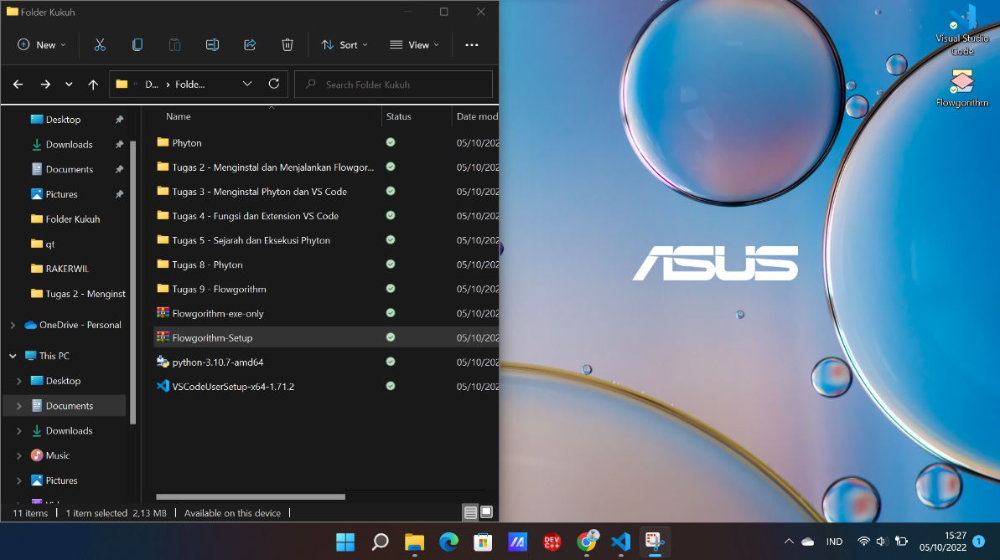 Folder Kukuh
New
Sort
View
D...
Folde...
Search Folder Kukuh
Desktop
Downloads
Documents
Pictures
Folder Kukuh
qt
RAKERWIL
Tugas 2 - Menginst
OneDrive - Personal
This PC
Desktop
Documents
Downloads
Music
Pictures
Name Status Date mod
Phyton 05/10/202
Tugas 2 - Menginstal dan Menjalankan Flowgor... 05/10/202
Tugas 3 - Menginstal Phyton dan VS Code 05/10/202
Tugas 4 - Fungsi dan Extension VS Code 05/10/202
Tugas 5 - Sejarah dan Eksekusi Phyton 05/10/202
Tugas 8 - Phyton 05/10/202
Tugas 9 - Flowgorithm 05/10/202
Flowgorithm-exe-only 05/10/202
Flowgorithm-Setup 05/10/202
python-3.10.7-amd64 05/10/202
VSCodeUserSetup-x64-1.71.2 05/10/202
11 items 1 item selected 2,13 MB Available on this device
Visual Studio
Code
Flowgorithm
ASUS
DEV
C++
IND
15:27
05/10/2022
1